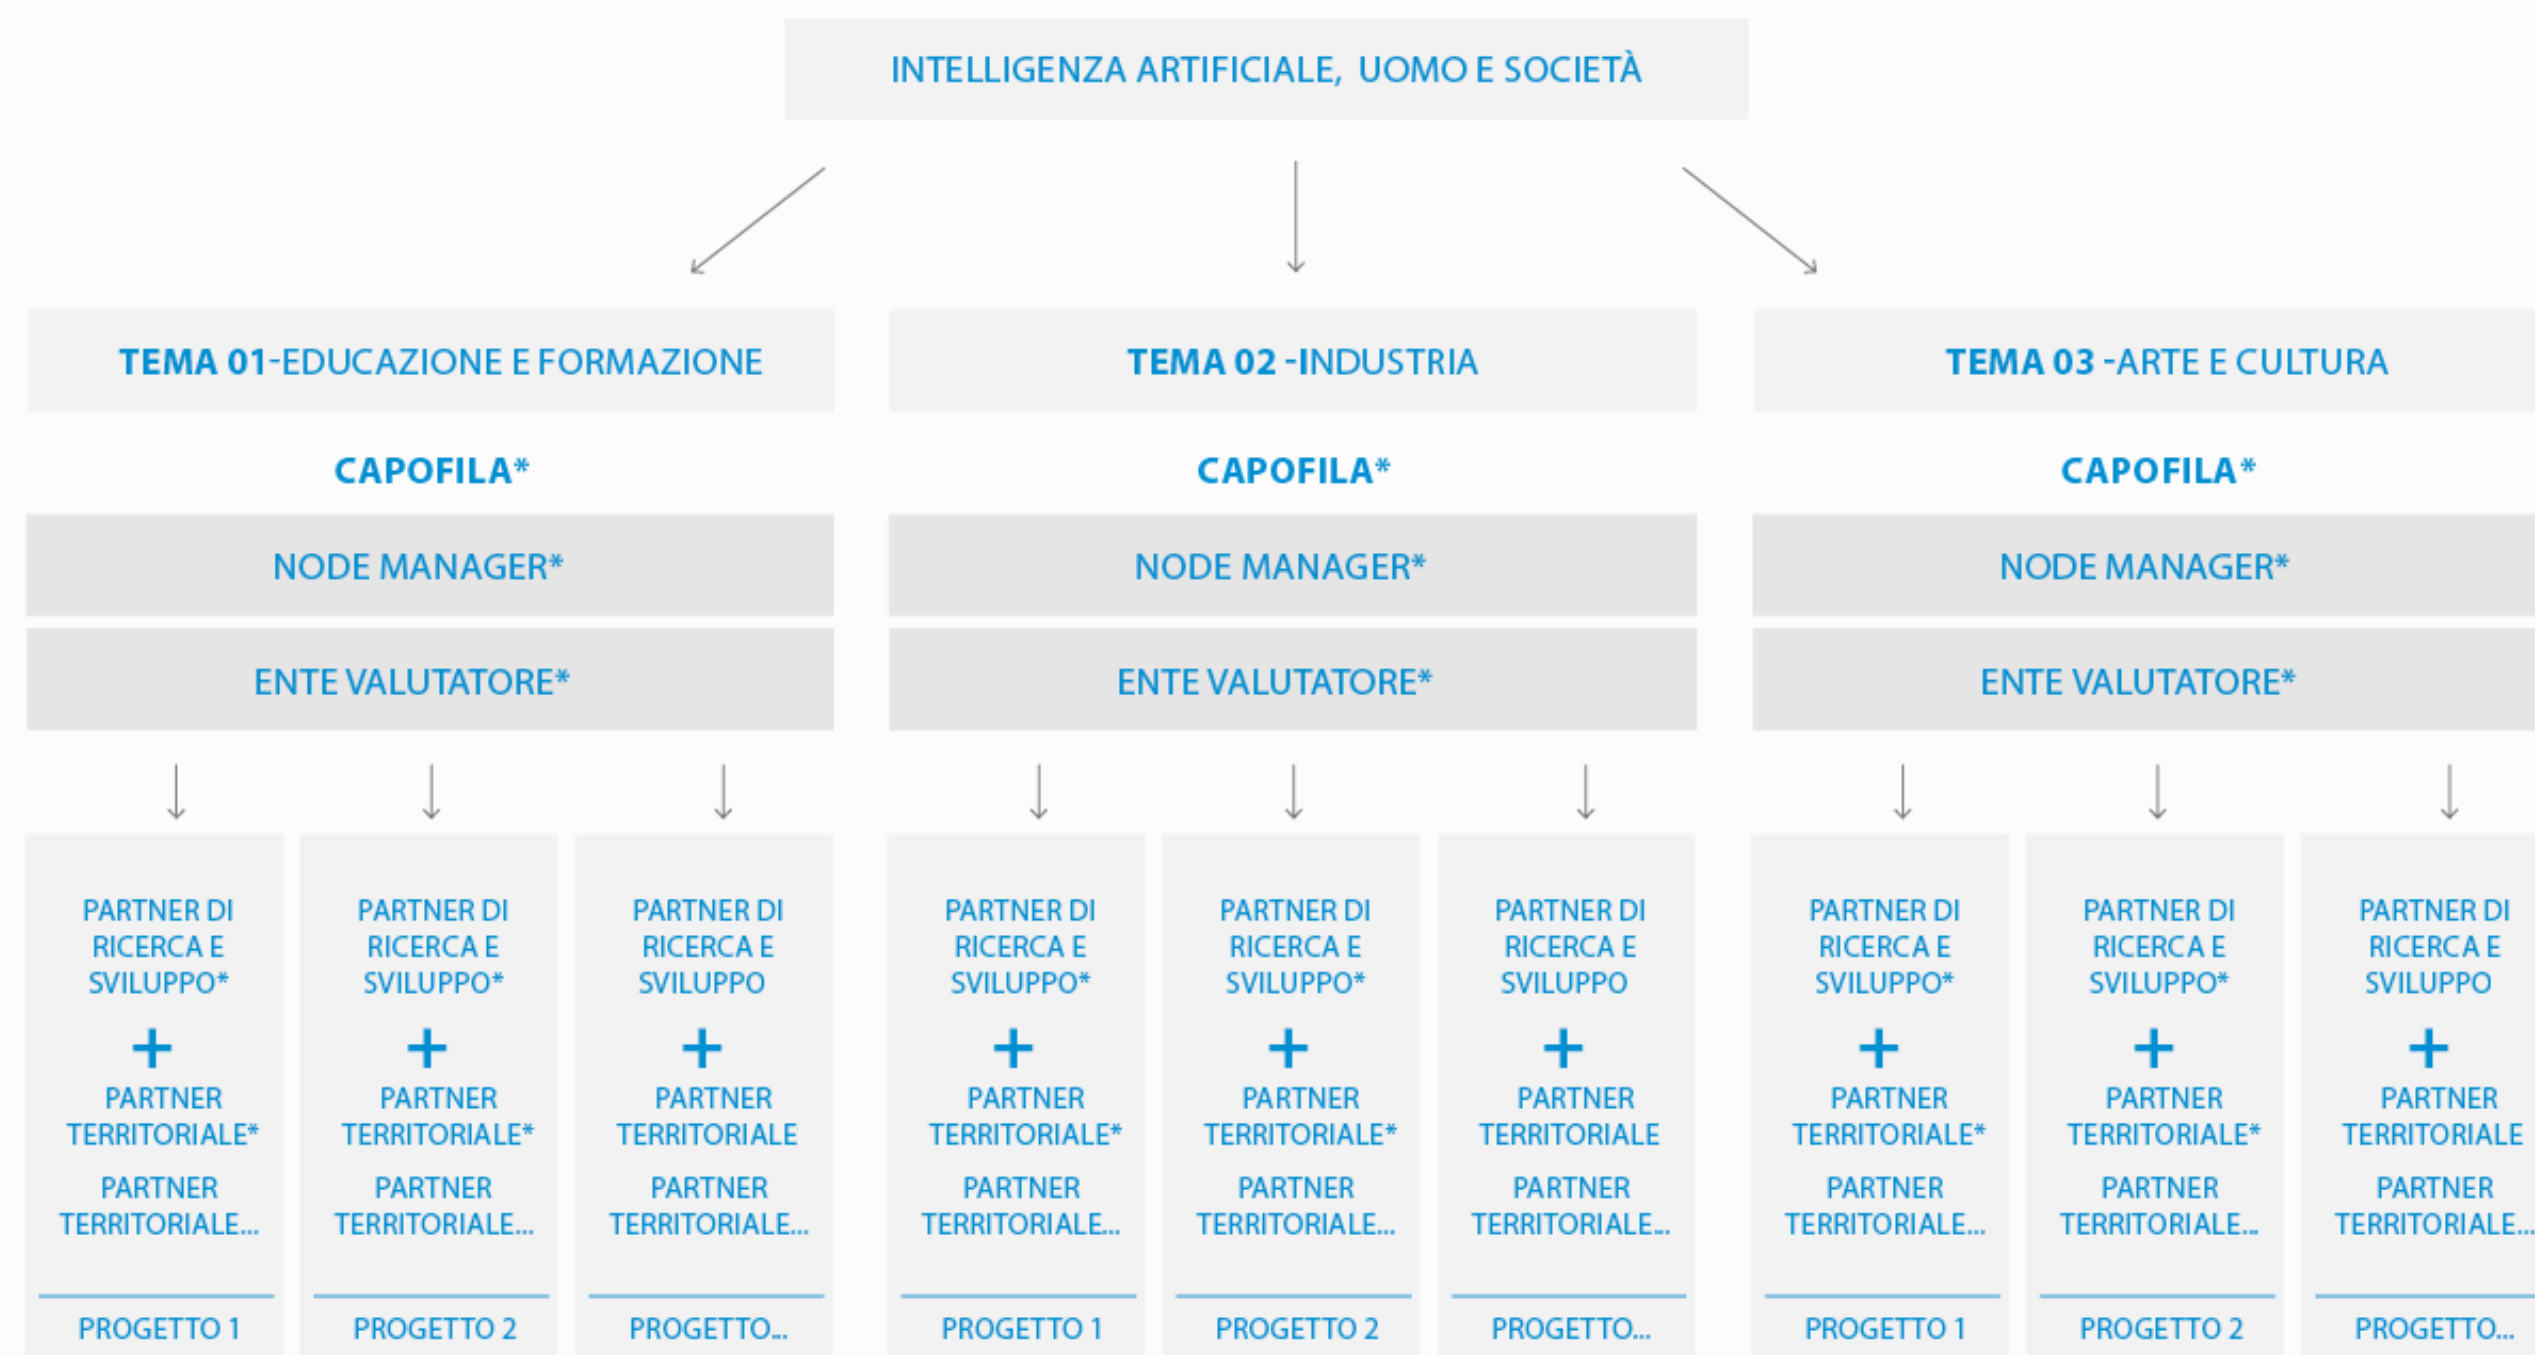 INTELLIGENZA ARTIFICIALE, UOMO E SOCIETÀ
TEMA 01-EDUCAZIONE E FORMAZIONE
CAPOFILA*
NODE MANAGER*
ENTE VALUTATORE*
PARTNER DI
RICERCA E
SVILUPPO*
+
PARTNER
TERRITORIALE*
PARTNER
TERRITORIALE...
PROGETTO 1
PARTNER DI
RICERCA E
SVILUPPO*
+
PARTNER
TERRITORIALE*
PARTNER
TERRITORIALE...
PROGETTO 2
PARTNER DI
RICERCA E
SVILUPPO
+
PARTNER
TERRITORIALE
PARTNER
TERRITORIALE...
PROGETTO...
TEMA 02 -INDUSTRIA
CAPOFILA*
NODE MANAGER*
ENTE VALUTATORE*
PARTNER DI
RICERCA E
SVILUPPO*
+
PARTNER
TERRITORIALE*
PARTNER
TERRITORIALE...
PROGETTO 1
PARTNER DI
RICERCA E
SVILUPPO*
+
PARTNER
TERRITORIALE*
PARTNER
TERRITORIALE...
PROGETTO 2
PARTNER DI
RICERCA E
SVILUPPO
+
PARTNER
TERRITORIALE
PARTNER
TERRITORIALE...
PROGETTO...
TEMA 03 -ARTE E CULTURA
CAPOFILA*
NODE MANAGER*
ENTE VALUTATORE*
PARTNER DI
RICERCA E
SVILUPPO*
+
PARTNER
TERRITORIALE*
PARTNER
TERRITORIALE...
PROGETTO 1
PARTNER DI
RICERCA E
SVILUPPO*
+
PARTNER
TERRITORIALE*
PARTNER
TERRITORIALE...
PROGETTO 2
PARTNER DI
RICERCA E
SVILUPPO
+
PARTNER
TERRITORIALE
PARTNER
TERRITORIALE...
PROGETTO...